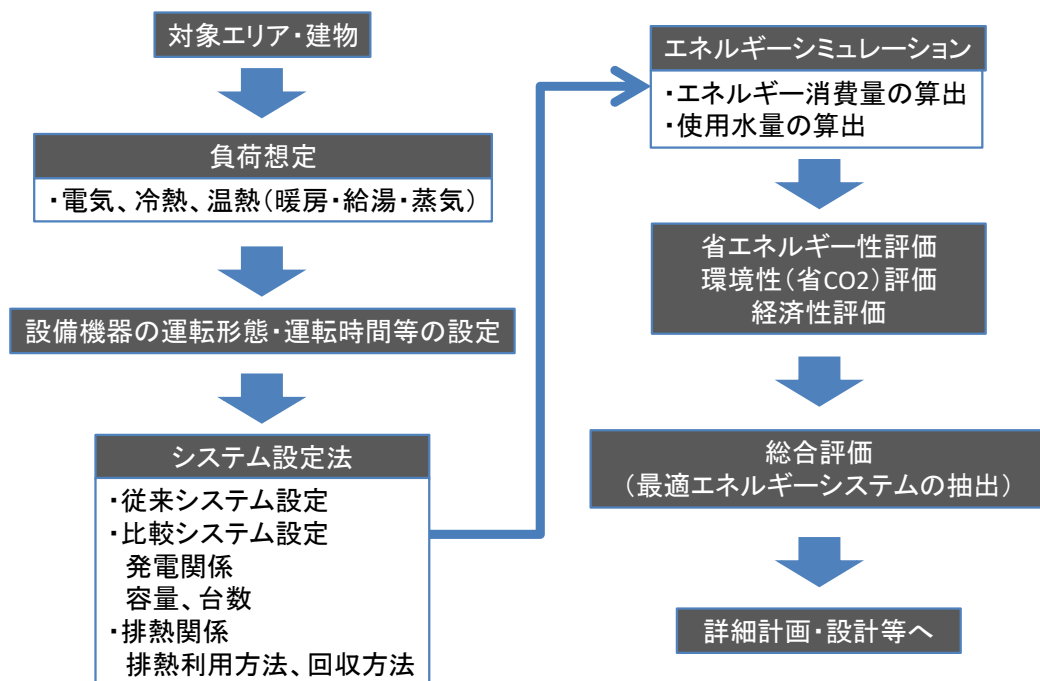 対象エリア・建物
負荷想定
・電気、冷熱、温熱（暖房・給湯・蒸気）
設備機器の運転形態・運転時間等の設定
システム設定法
・従来システム設定
・比較システム設定
発電関係
容量、台数
・排熱関係
排熱利用方法、回収方法
エネルギーシミュレーション
・エネルギー消費量の算出
・使用水量の算出
省エネルギー性評価
環境性（省CO2）評価
経済性評価
総合評価
（最適エネルギーシステムの抽出）
詳細計画・設計等へ